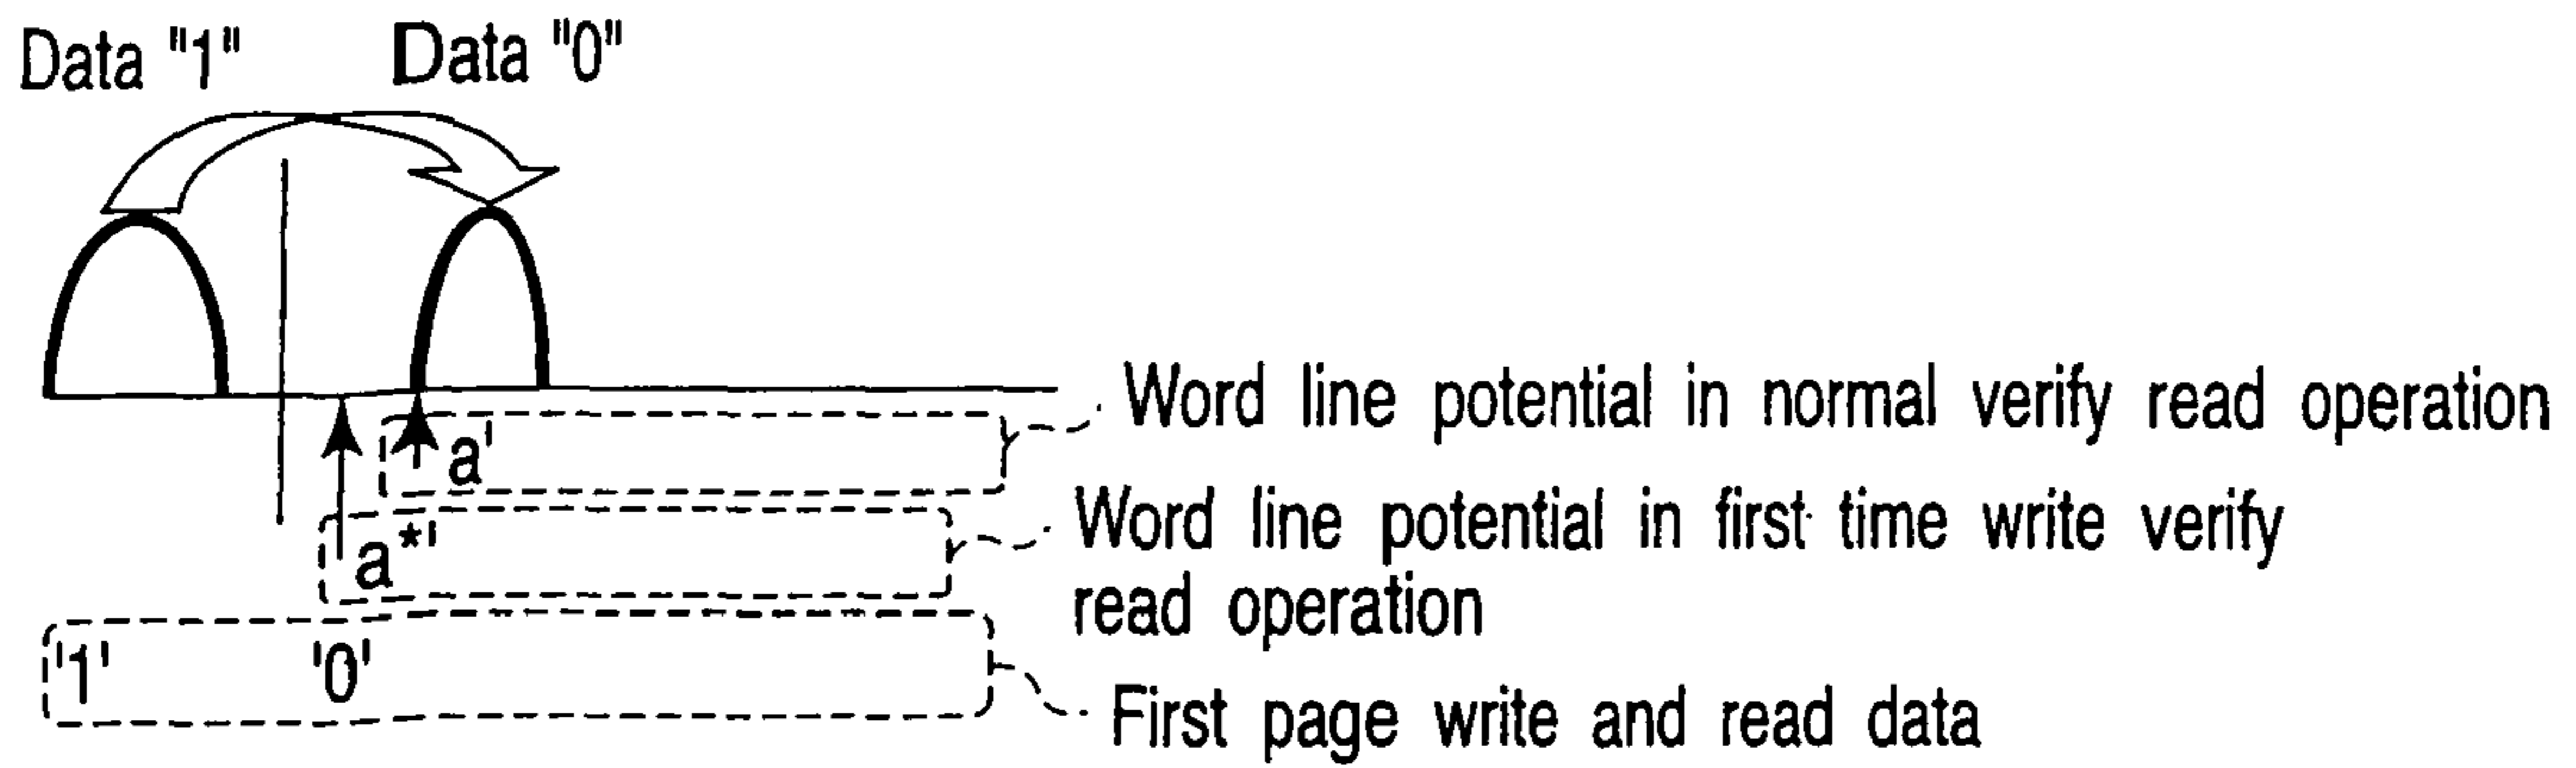 Data "1" Data "0"
Word line potential in normal verify read operation
a'
Word line potential in first time write verify
a*'
read operation
'1' '0'
First page write and read data